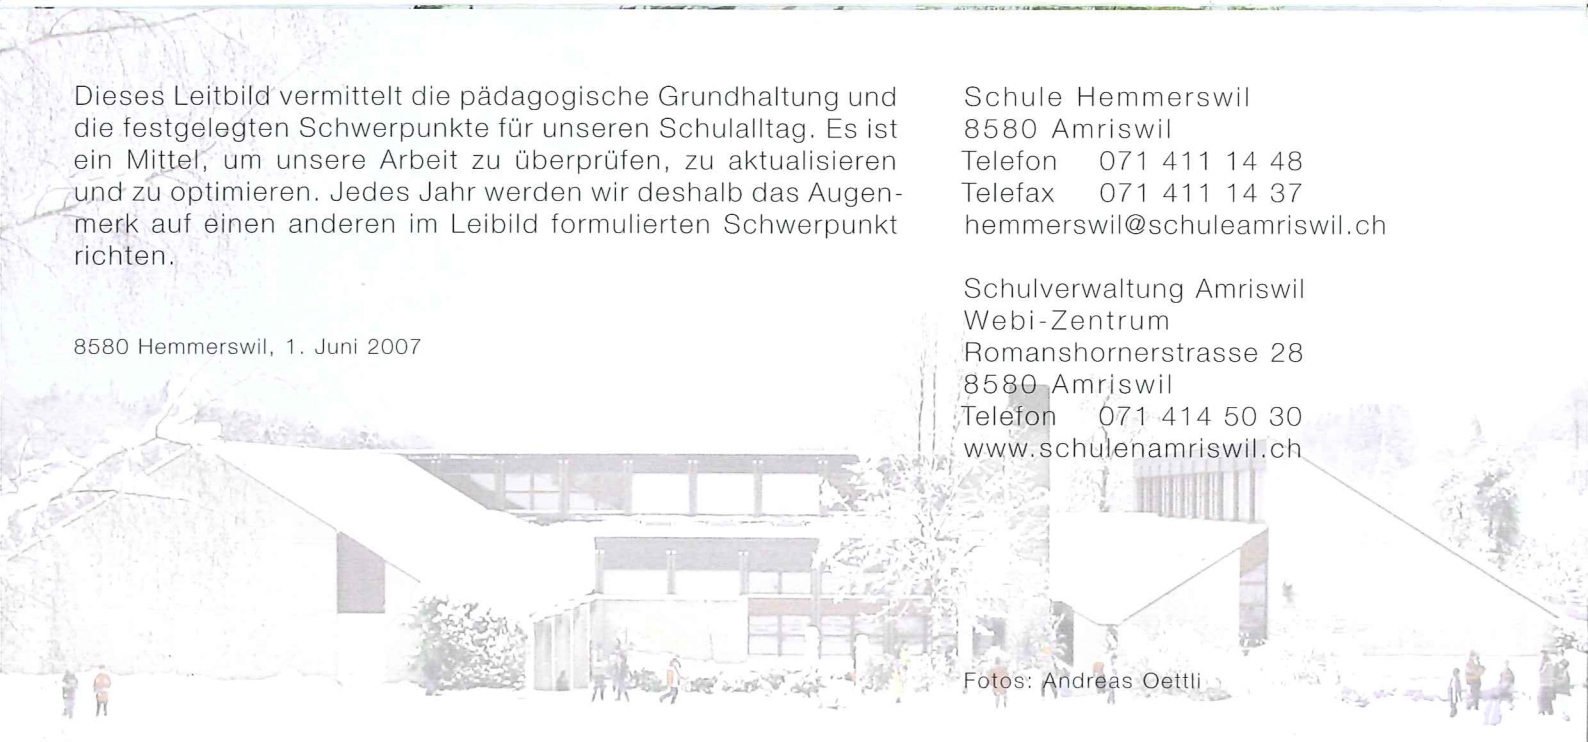 Dieses Leitbild vermittelt die pädagogische Grundhaltung und
die festgelegten Schwerpunkte für unseren Schulalltag. Es ist
ein Mittel, um unsere Arbeit zu überprüfen, zu aktualisieren
und zu optimieren. Jedes Jahr werden wir deshalb das Augen-
merk auf einen anderen im Leibild formulierten Schwerpunkt
richten.
8580 Hemmerswil, 1. Juni 2007
Schule Hemmerswil
8580 Amriswil
Telefon 071 411 14 48
Telefax 071 411 14 37
hemmerswil@schuleamriswil.ch
Schulverwaltung Amriswil
Webi-Zentrum
Romanshornerstrasse 28
8580 Amriswil
Telefon 071 414 50 30
www.schulenamriswil.ch
Fotos: Andreas Oettli